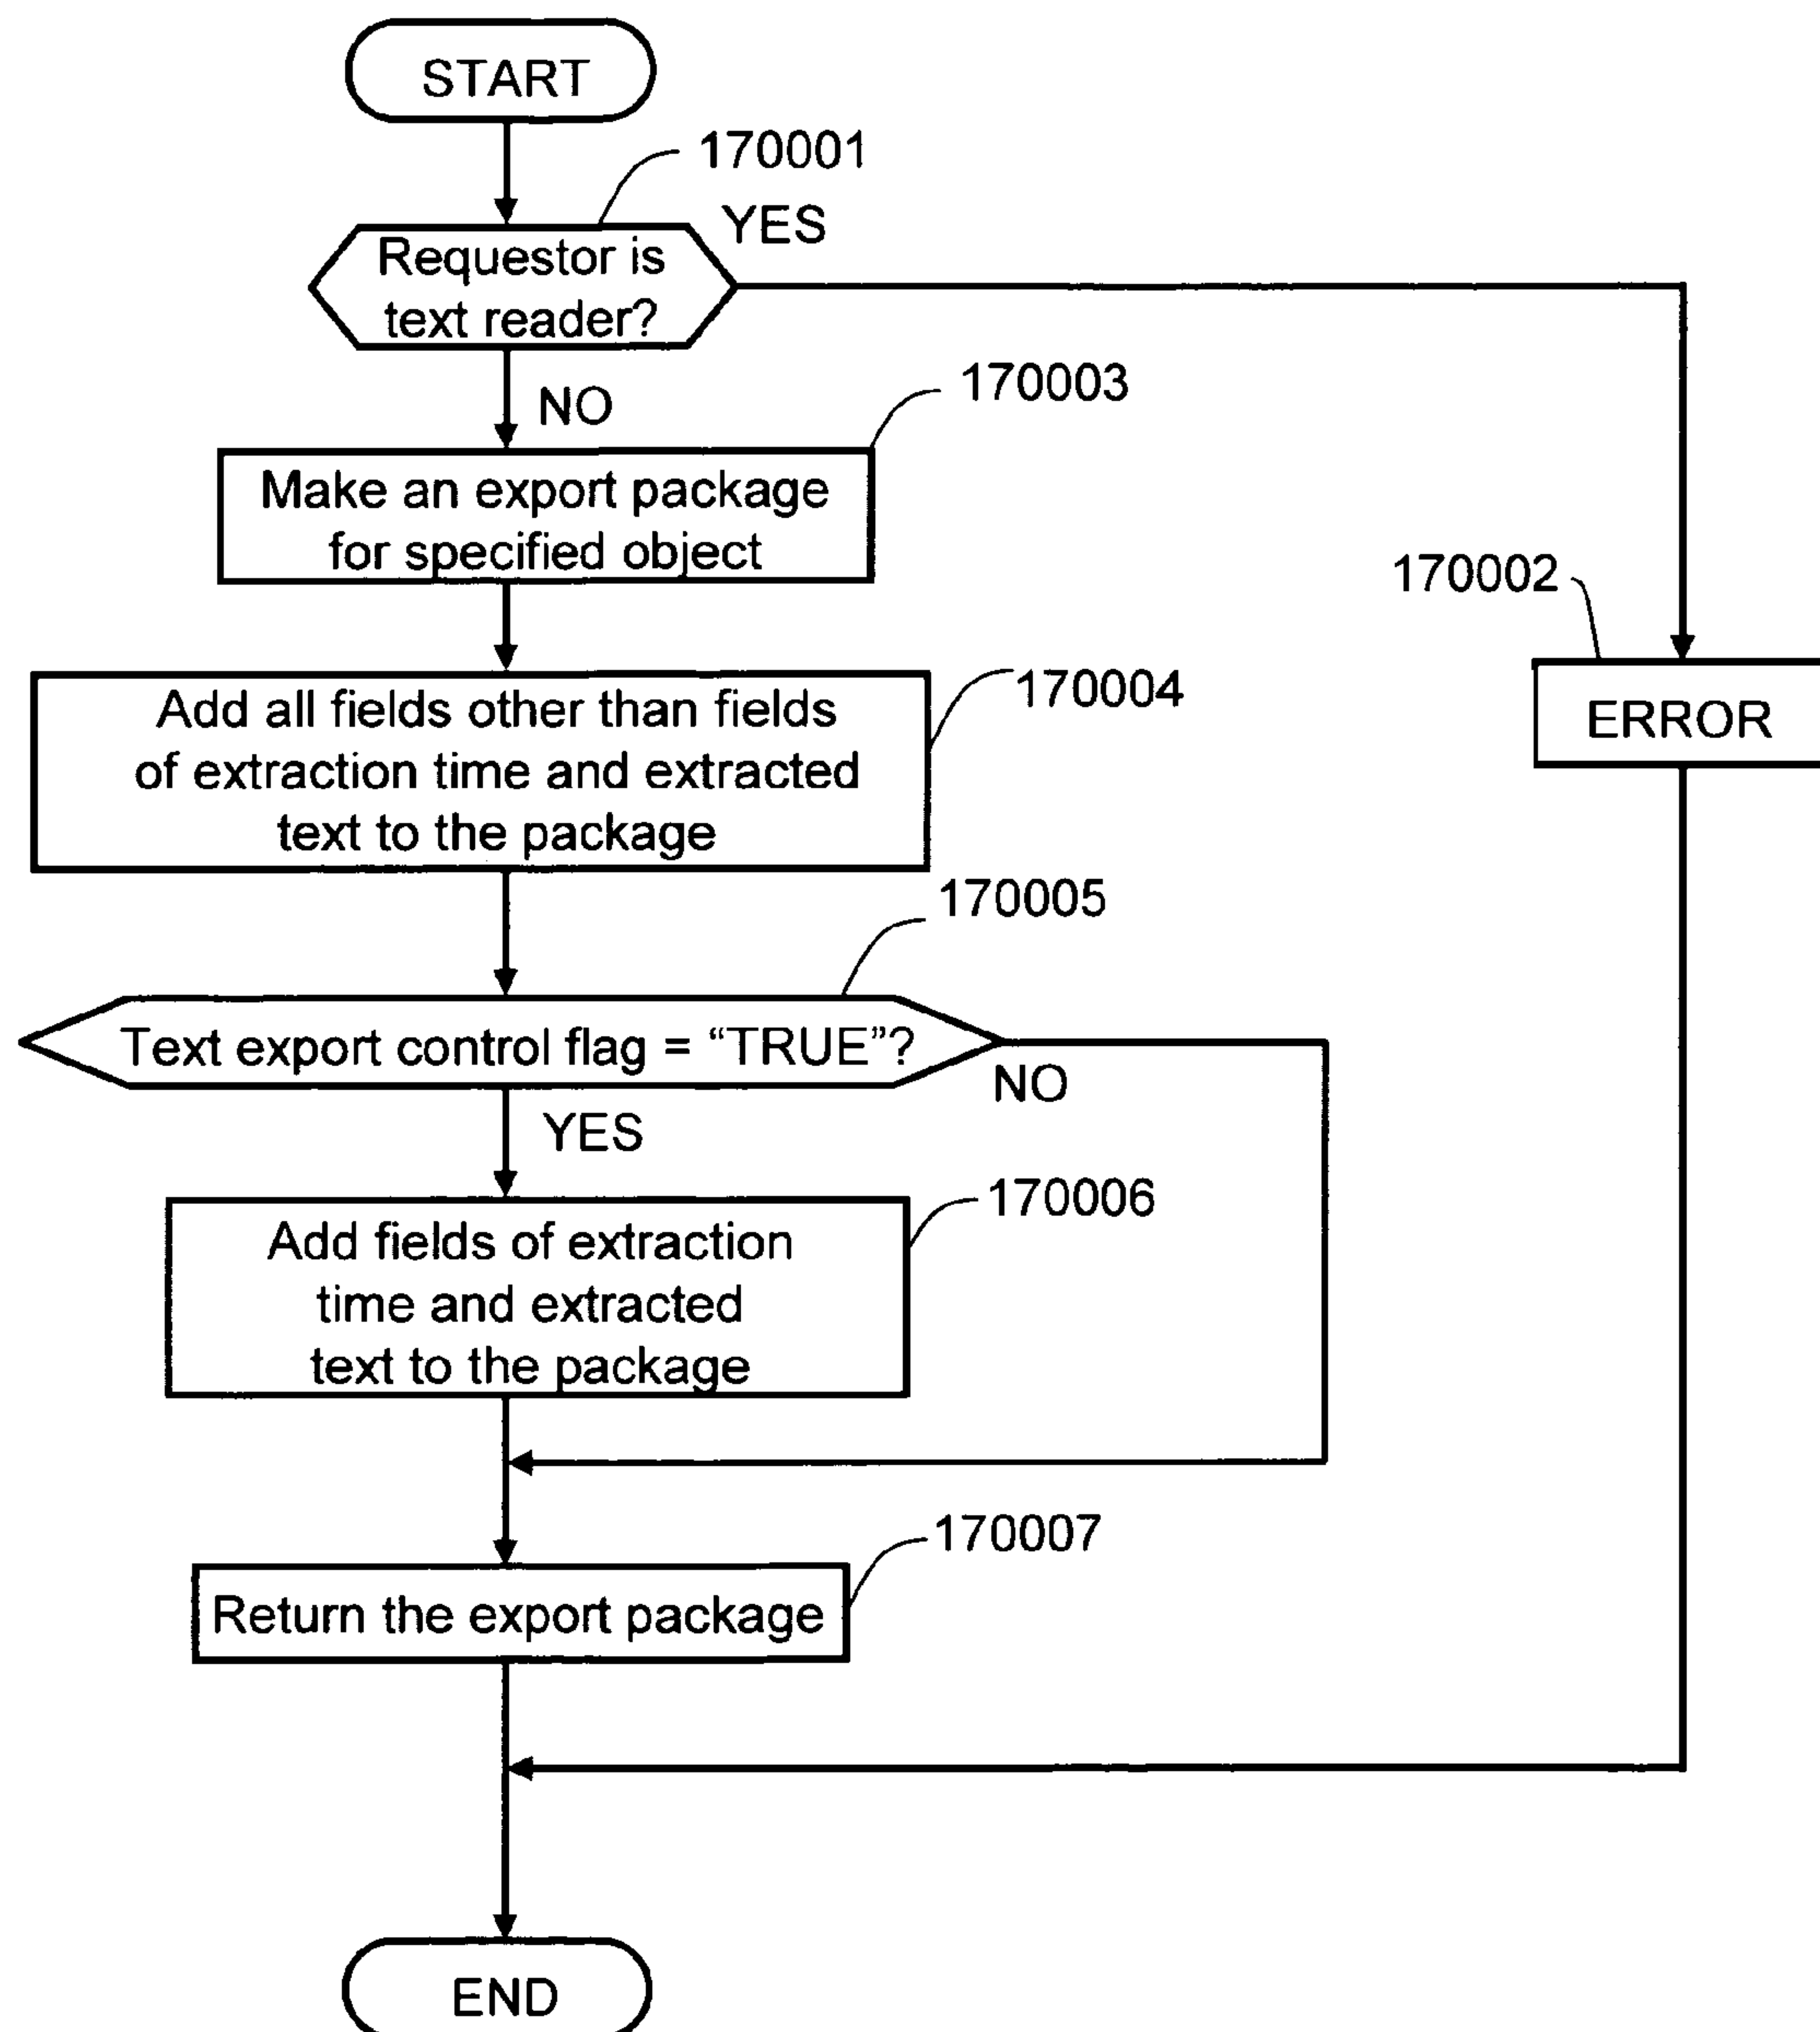 START
170001
YES
Requestor is
text reader?
NO
170003
Make an export package
for specified object
170002
ERROR
170004
Add all fields other than fields
of extraction time and extracted
text to the package
170005
Text export control flag = “TRUE”?
NO
YES
170006
Add fields of extraction
time and extracted
text to the package
170007
Return the export package
END